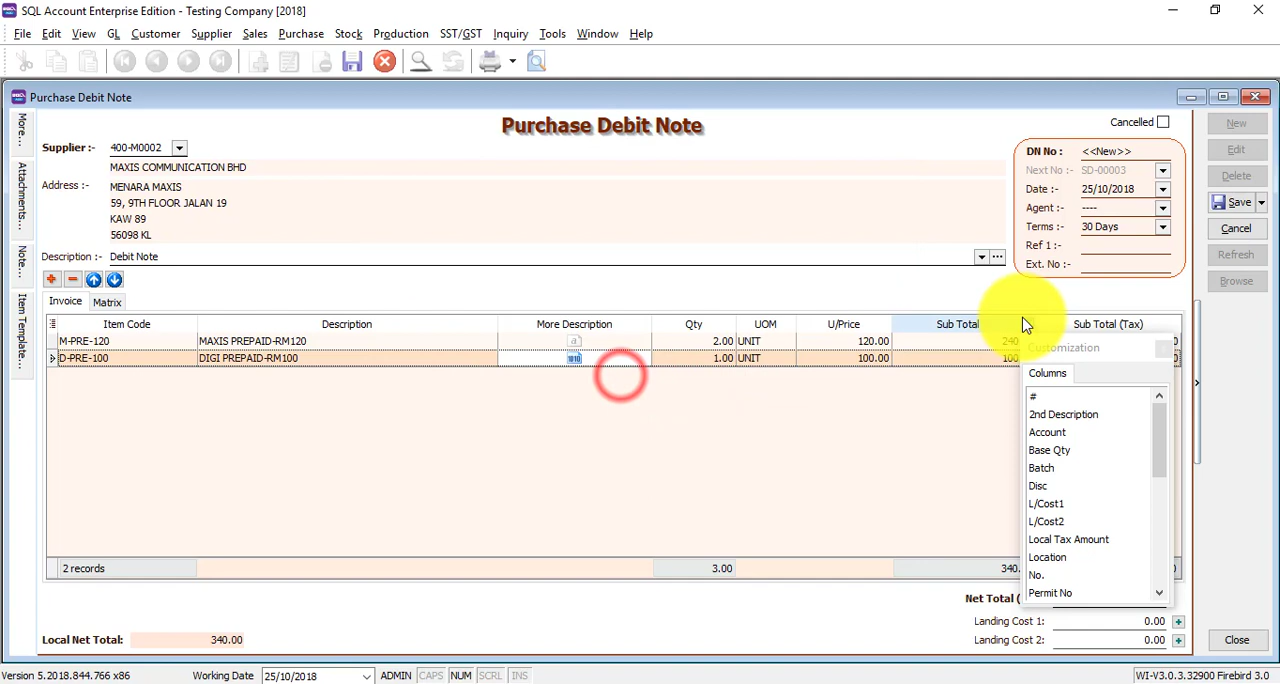 SQL Account Enterprise Edition - Testing Company [2018]
File Edit View GL Customer Supplier Sales Purchase Stock Production SST/GST Inquiry Tools Window Help
Purchase Debit Note
More...
Attachments...
Note...
Item Template...
Purchase Debit Note
Cancelled
Supplier :- 400-M0002
MAXIS COMMUNICATION BHD
Address :- MENARA MAXIS
59, 9TH FLOOR JALAN 19
KAW 89
56098 KL
Description :- Debit Note
DN No : <<New>>
Next No :- SD-00003
Date :- 25/10/2018
Agent :- ----
Terms :- 30 Days
Ref 1 :-
Ext. No :-
New
Edit
Delete
Save
Cancel
Refresh
Browse
Invoice Matrix
Item Code Description More Description Qty UOM U/Price Sub Total Sub Total (Tax)
M-PRE-120 MAXIS PREPAID-RM120 2.00 UNIT 120.00 240
D-PRE-100 DIGI PREPAID-RM100 1010 1.00 UNIT 100.00 100
Customization
Columns
#
2nd Description
Account
Base Qty
Batch
Disc
L/Cost1
L/Cost2
Local Tax Amount
Location
No.
Permit No
2 records 3.00 340.
Net Total (
Landing Cost 1: 0.00
Landing Cost 2: 0.00
Local Net Total: 340.00
Close
Version 5.2018.844.766 x86 Working Date 25/10/2018 ADMIN CAPS NUM SCRL INS WI-V3.0.3.32900 Firebird 3.0